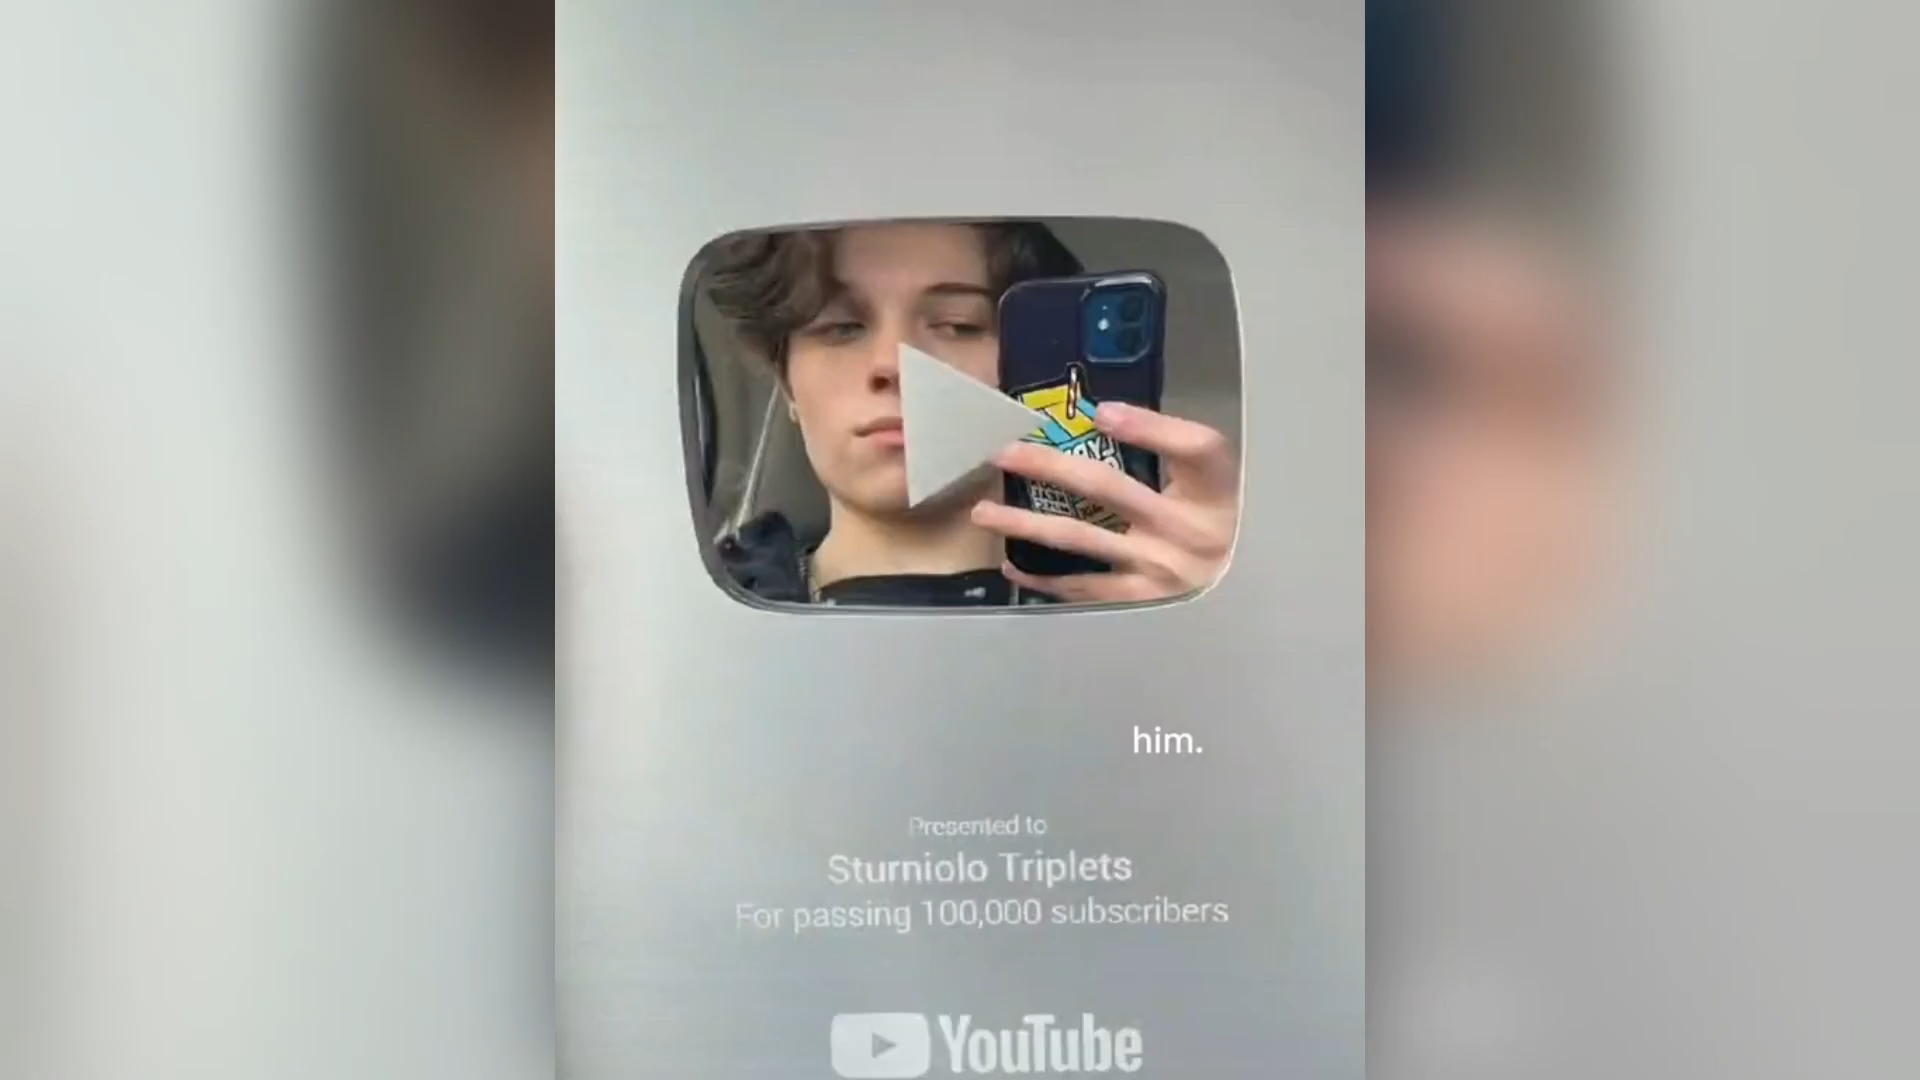 him.
Presented to
Sturniolo Triplets
For passing 100,000 subscribers
YouTube